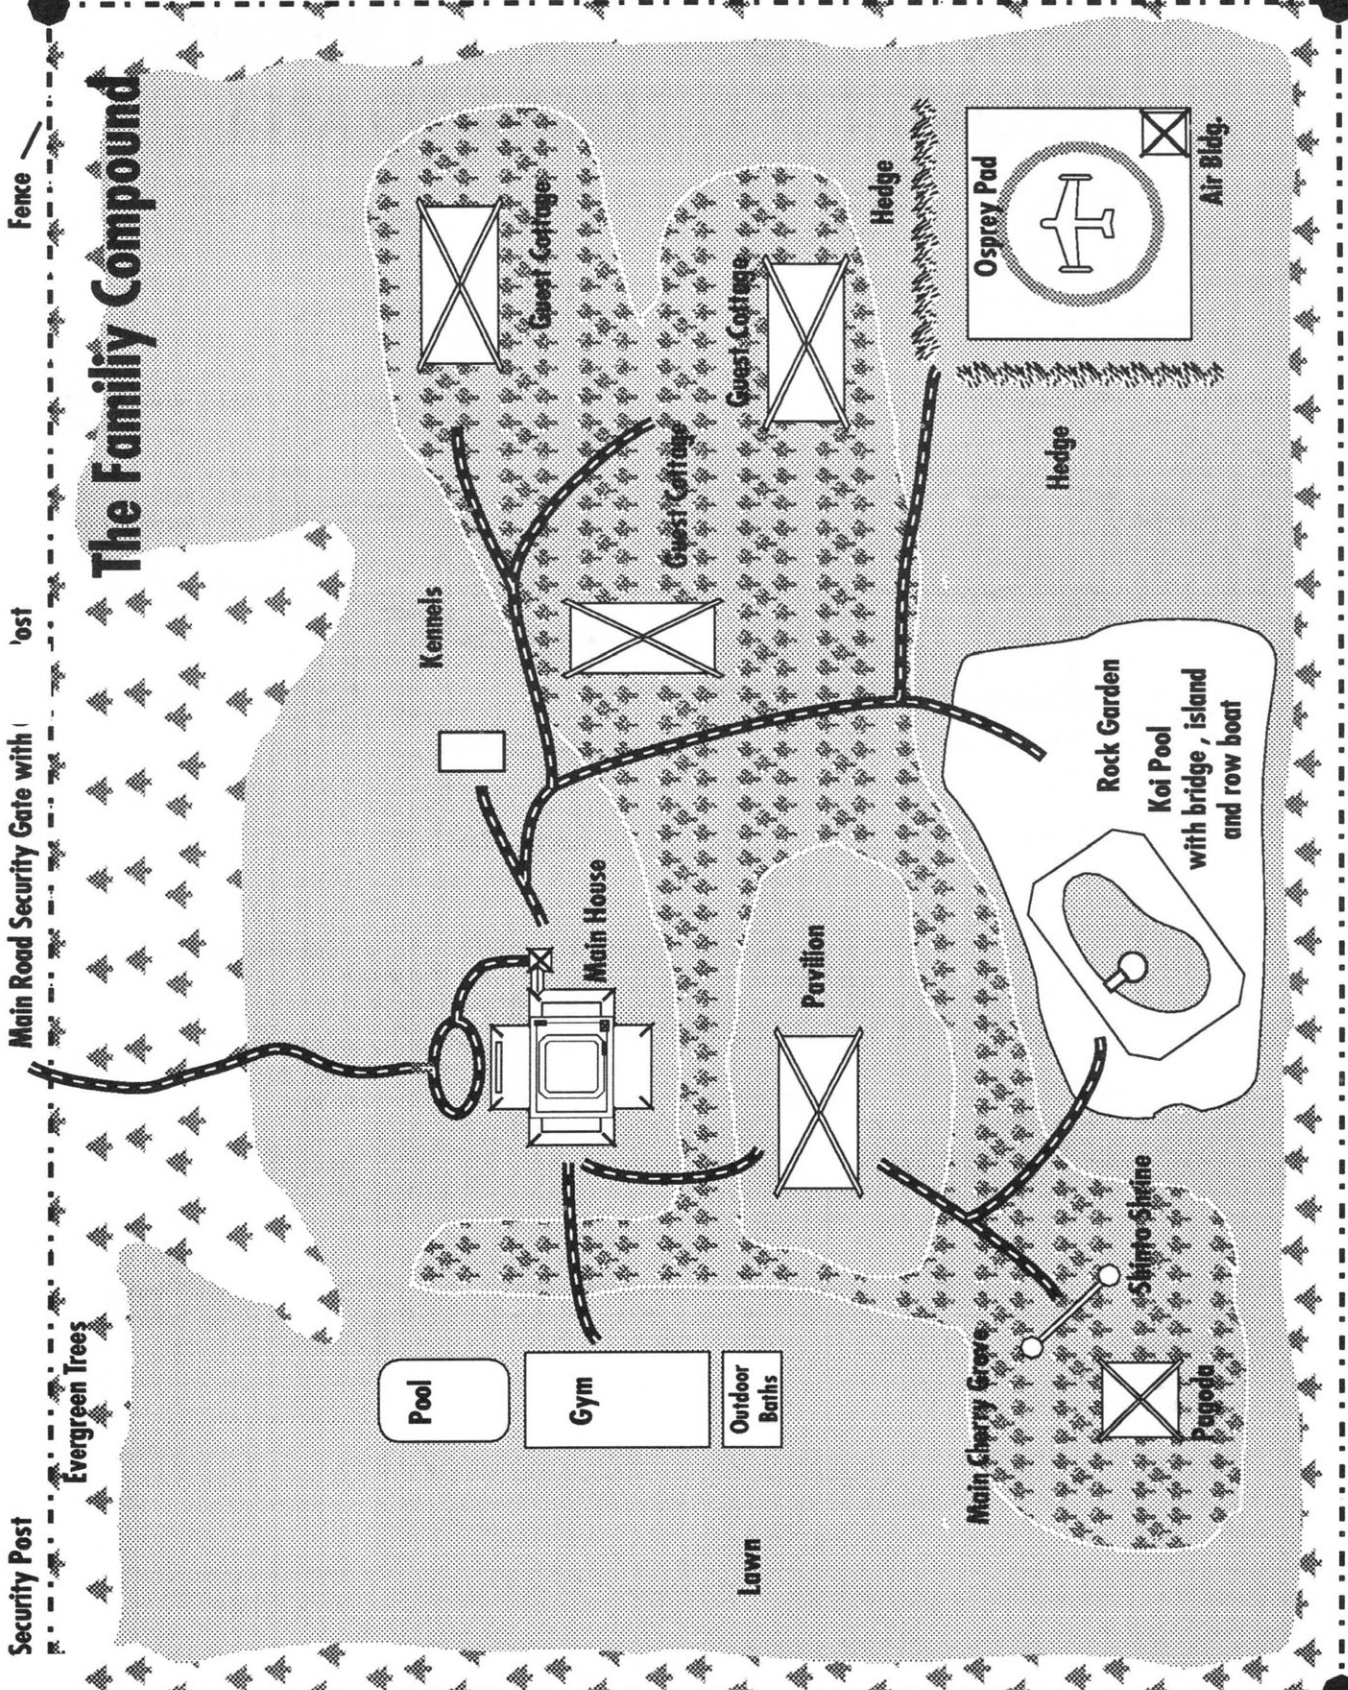 Security Post
Main Road Security Gate with
'ost
Fence
Evergreen Trees
The Familiy Compound
Kennels
Pool
Gym
Outdoor
Baths
Main House
Guest Cottage
Guest Cottage
Guest Cottage
Lawn
Pavilion
Hedge
Hedge
Osprey Pad
Air Bldg.
Main Cherry Grove
Shinto Shrine
Pagoda
Rock Garden
Koi Pool
with bridge , island
and row boat